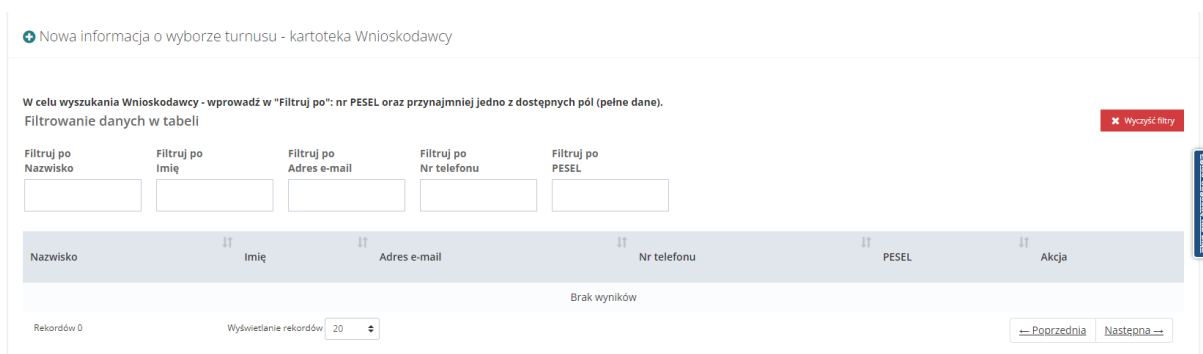 Nowa informacja o wyborze turnusu - kartoteka Wnioskodawcy
W celu wyszukania Wnioskodawcy - wprowadź w "Filtruj po": nr PESEL oraz przynajmniej jedno z dostępnych pól (pełne dane).
Filtrowanie danych w tabeli
Wyczyść filtry
Filtruj po Nazwisko
Filtruj po Imię
Filtruj po Adres e-mail
Filtruj po Nr telefonu
Filtruj po PESEL
Nazwisko Imię Adres e-mail Nr telefonu PESEL Akcja
Brak wyników
Rekordów 0 Wyświetlanie rekordów 20 ← Poprzednia Następna →